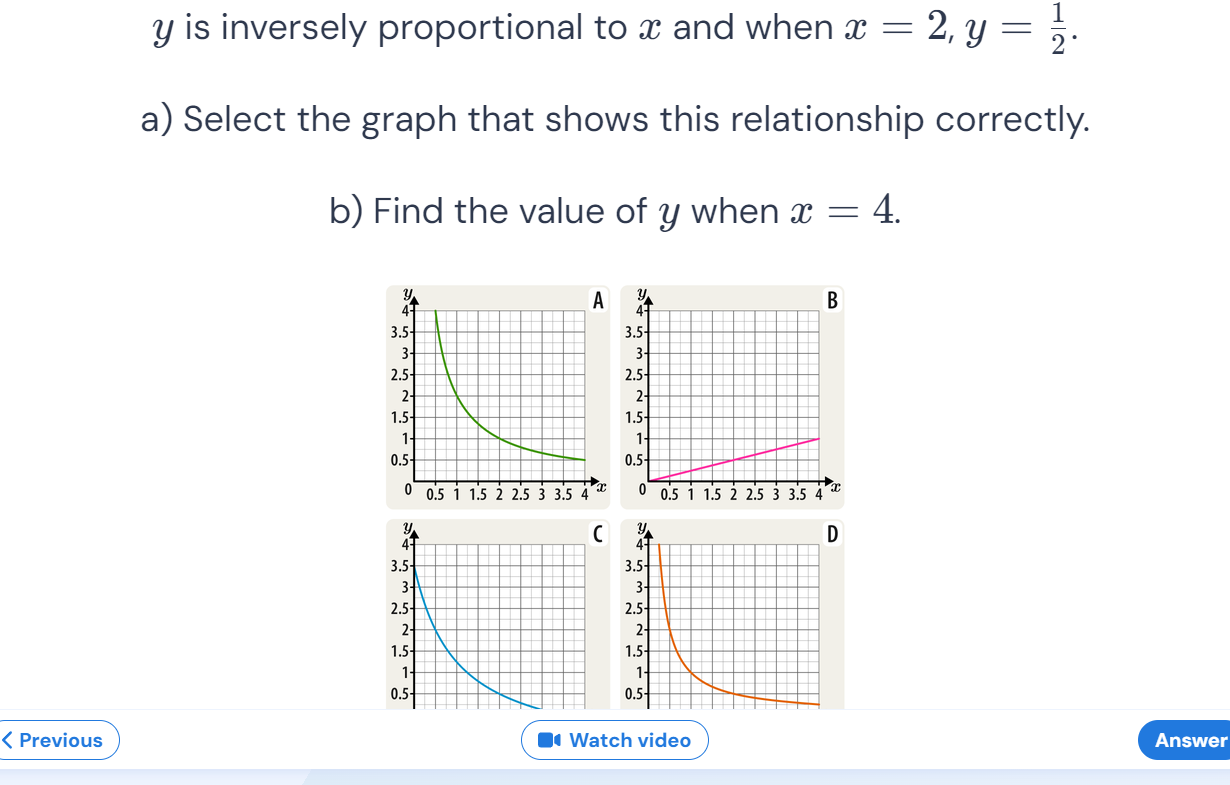 y is inversely proportional to x and when x = 2, y = 1/2.
a) Select the graph that shows this relationship correctly.
b) Find the value of y when x = 4.
A
y
4
3.5
3
2.5
2
1.5
1
0.5
0 0.5 1 1.5 2 2.5 3 3.5 4 x
B
y
4
3.5
3
2.5
2
1.5
1
0.5
0 0.5 1 1.5 2 2.5 3 3.5 4 x
C
y
4
3.5
3
2.5
2
1.5
1
0.5
D
y
4
3.5
3
2.5
2
1.5
1
0.5
Previous
Watch video
Answer